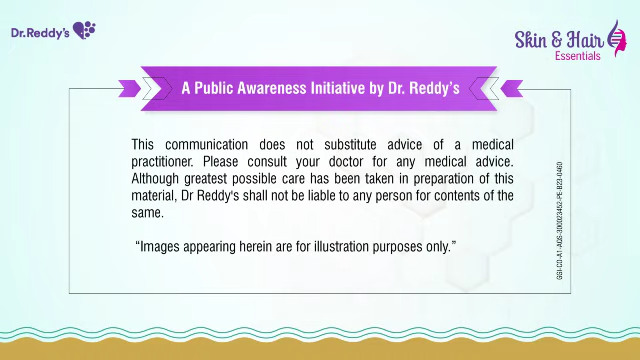 Dr.Reddy's
Skin & Hair
Essentials
A Public Awareness Initiative by Dr. Reddy's
This communication does not substitute advice of a medical
practitioner. Please consult your doctor for any medical advice.
Although greatest possible care has been taken in preparation of this
material, Dr Reddy's shall not be liable to any person for contents of the
same.
“Images appearing herein are for illustration purposes only.”